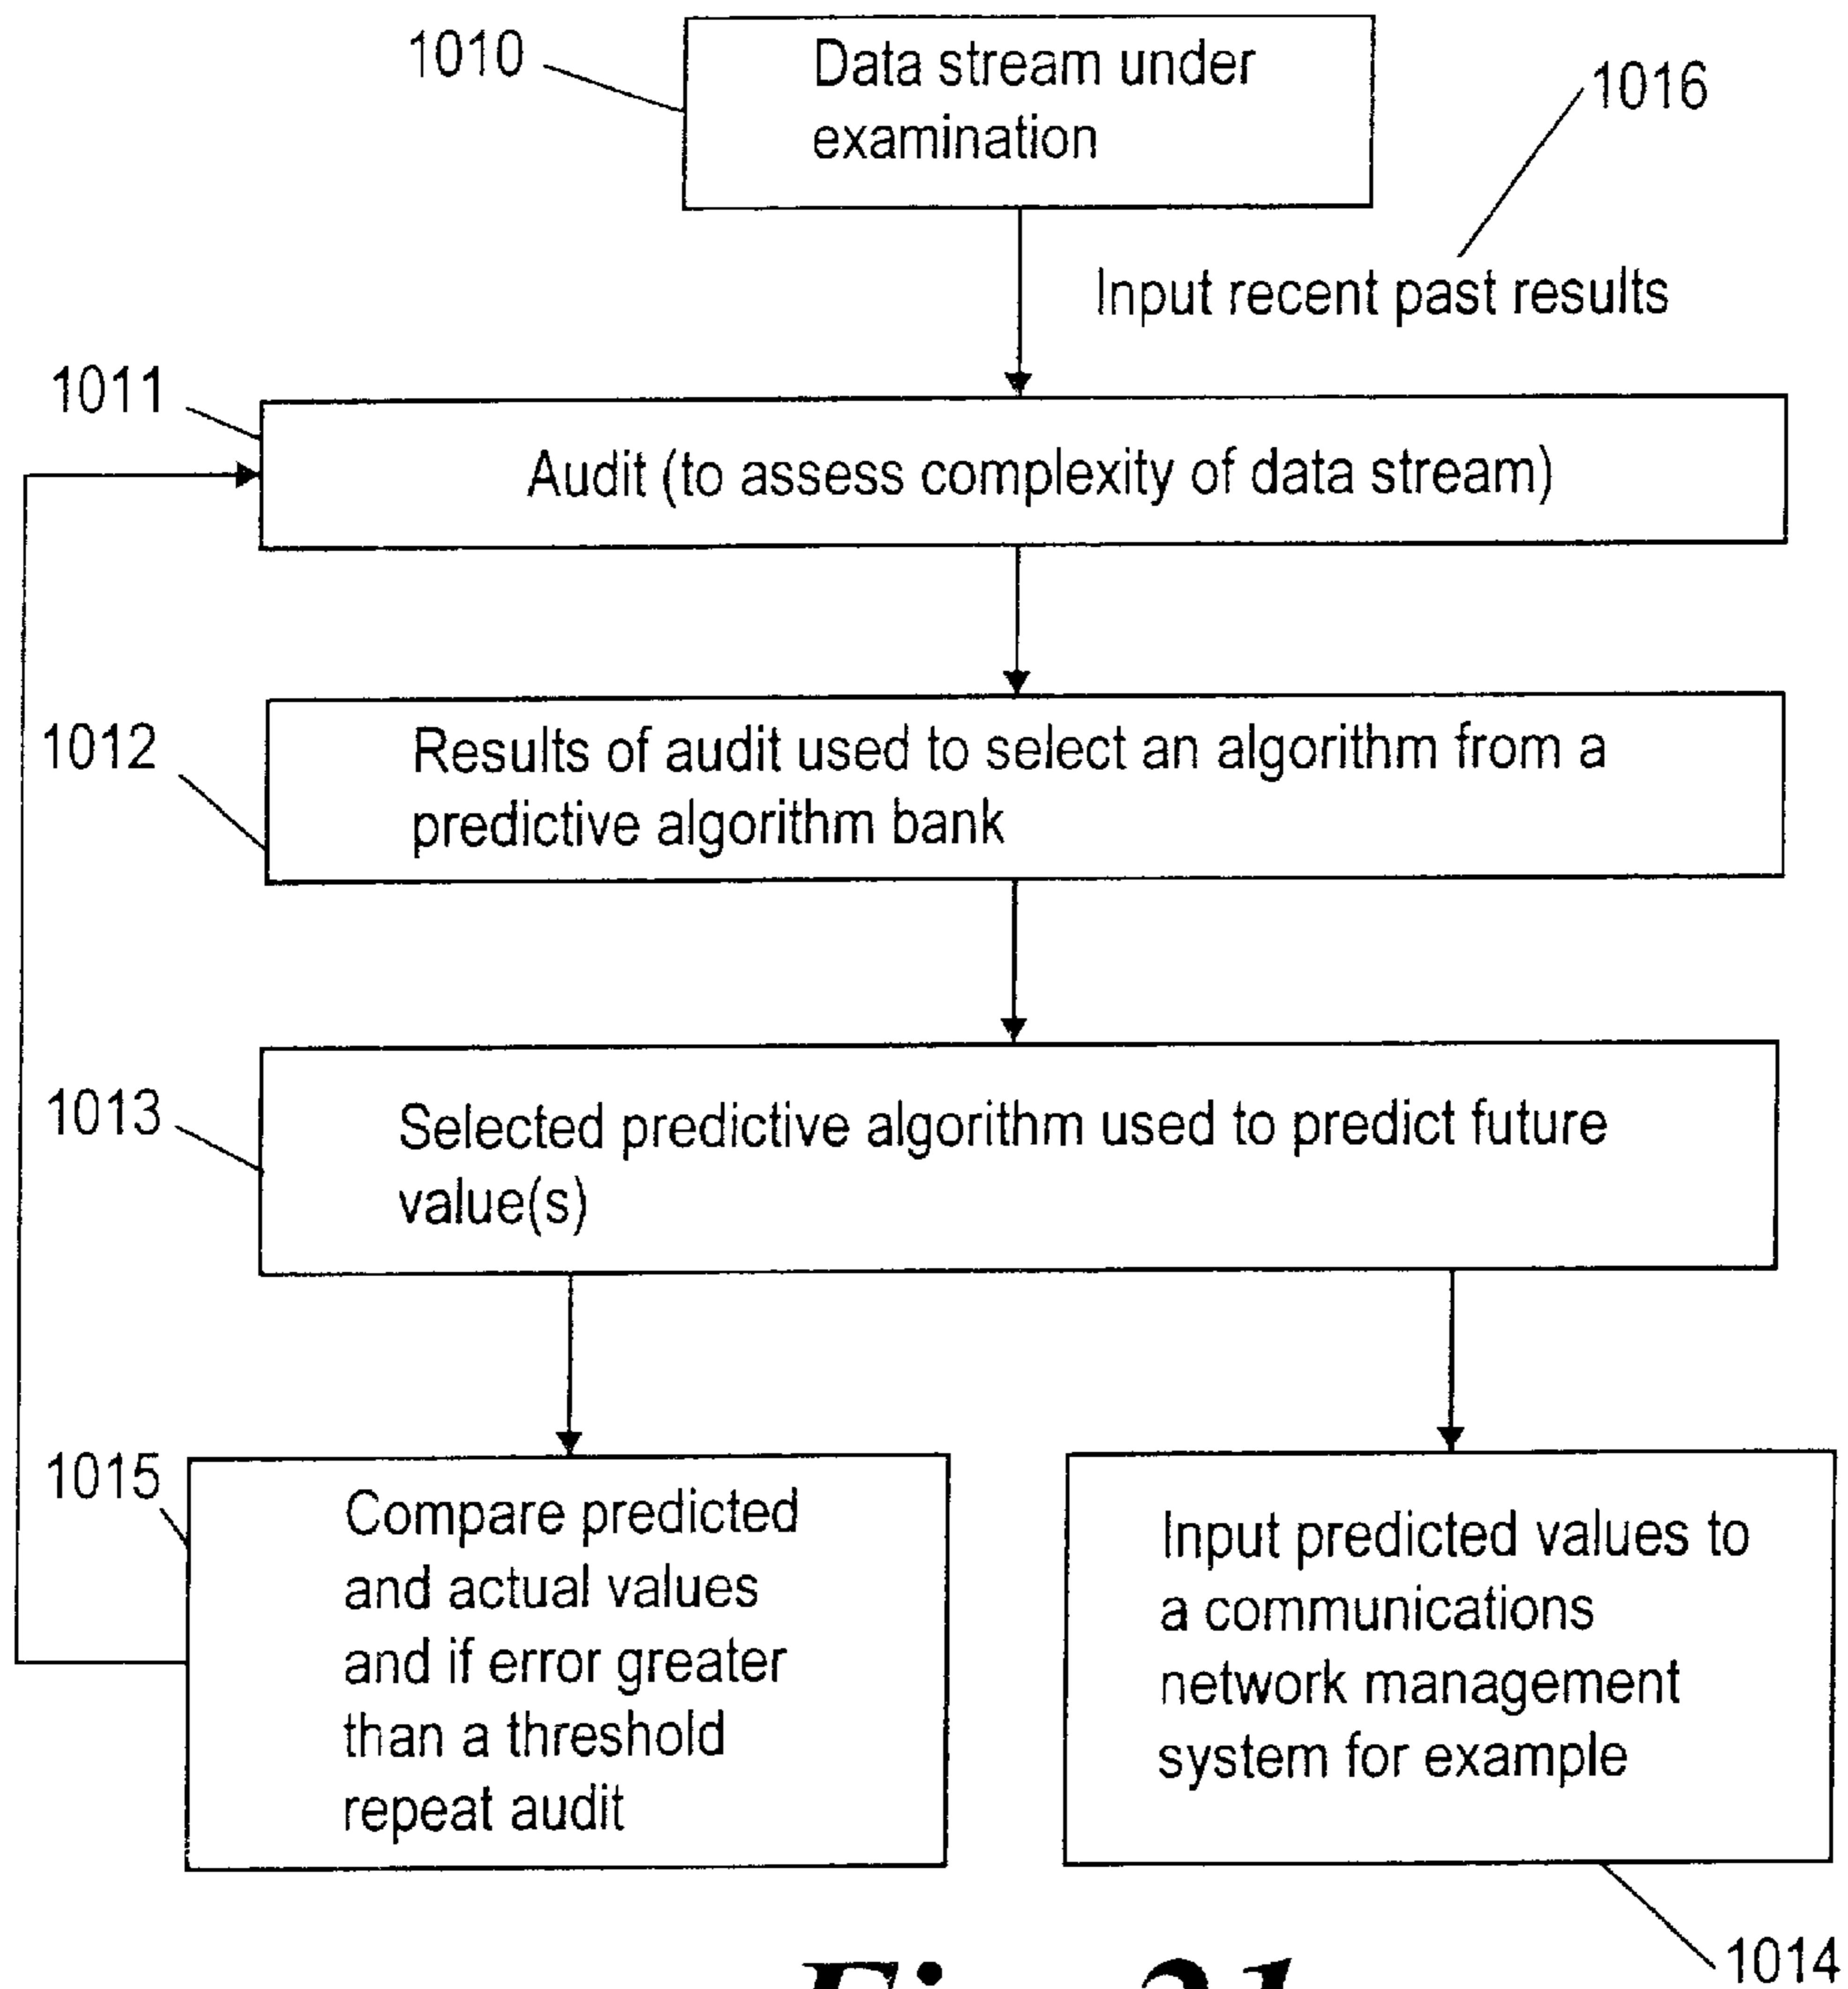 1010
Data stream under
examination
1016
Input recent past results
1011
Audit (to assess complexity of data stream)
1012
Results of audit used to select an algorithm from a
predictive algorithm bank
1013
Selected predictive algorithm used to predict future
value(s)
1015
Compare predicted
and actual values
and if error greater
than a threshold
repeat audit
Input predicted values to
a communications
network management
system for example
1014